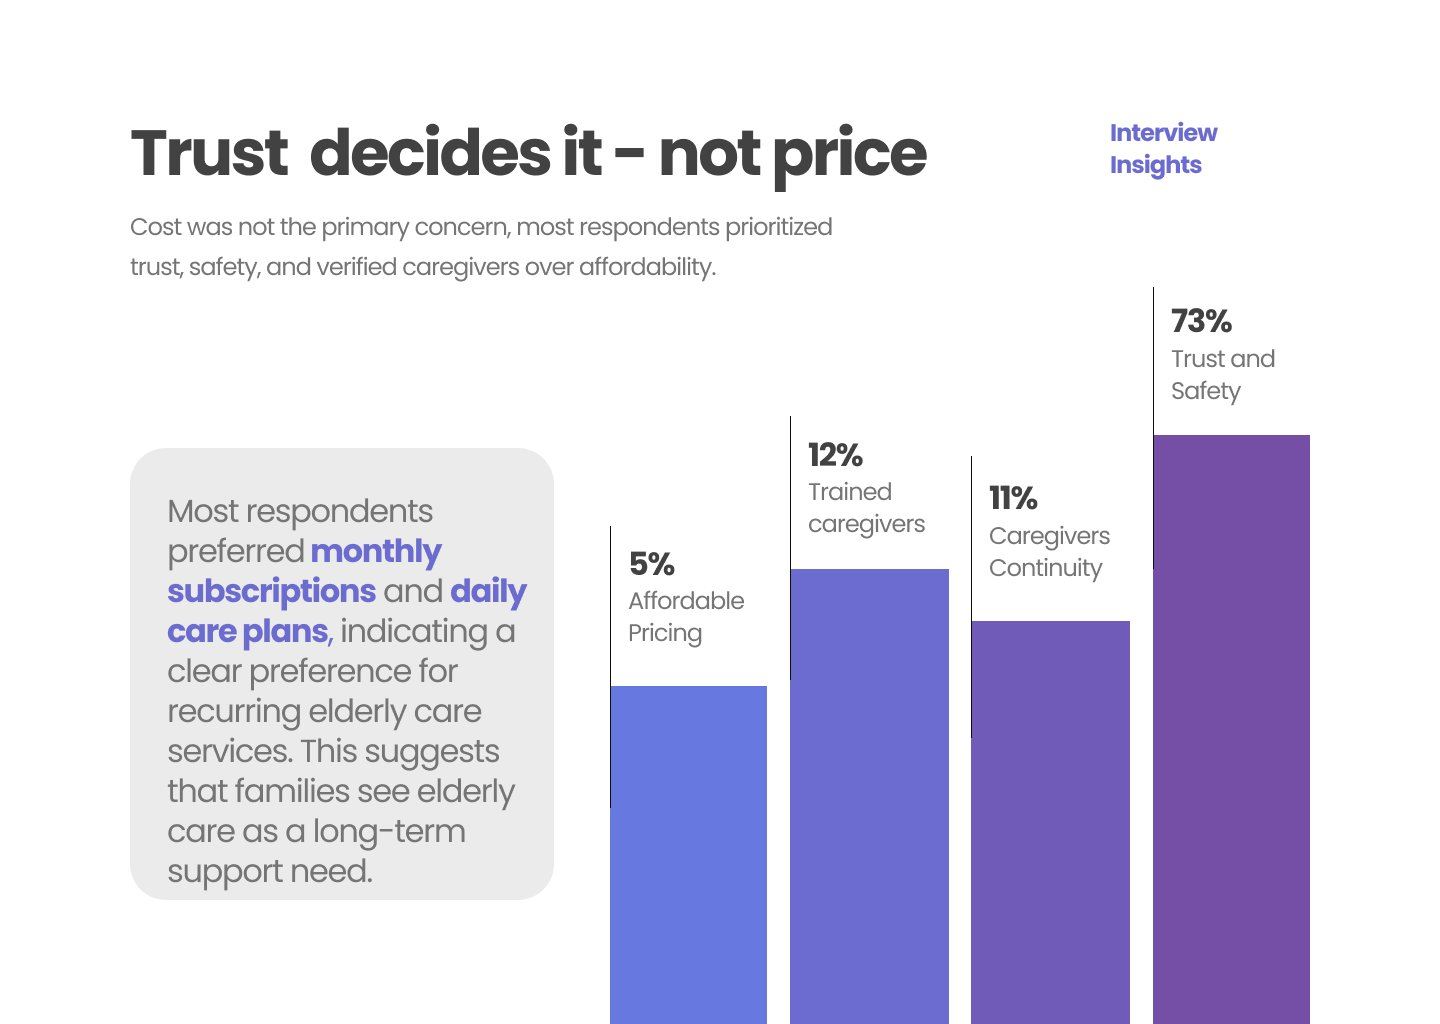 Trust decides it - not price
Interview
Insights
Cost was not the primary concern, most respondents prioritized
trust, safety, and verified caregivers over affordability.
Most respondents
preferred monthly
subscriptions and daily
care plans, indicating a
clear preference for
recurring elderly care
services. This suggests
that families see elderly
care as a long-term
support need.
5%
Affordable
Pricing
12%
Trained
caregivers
11%
Caregivers
Continuity
73%
Trust and
Safety